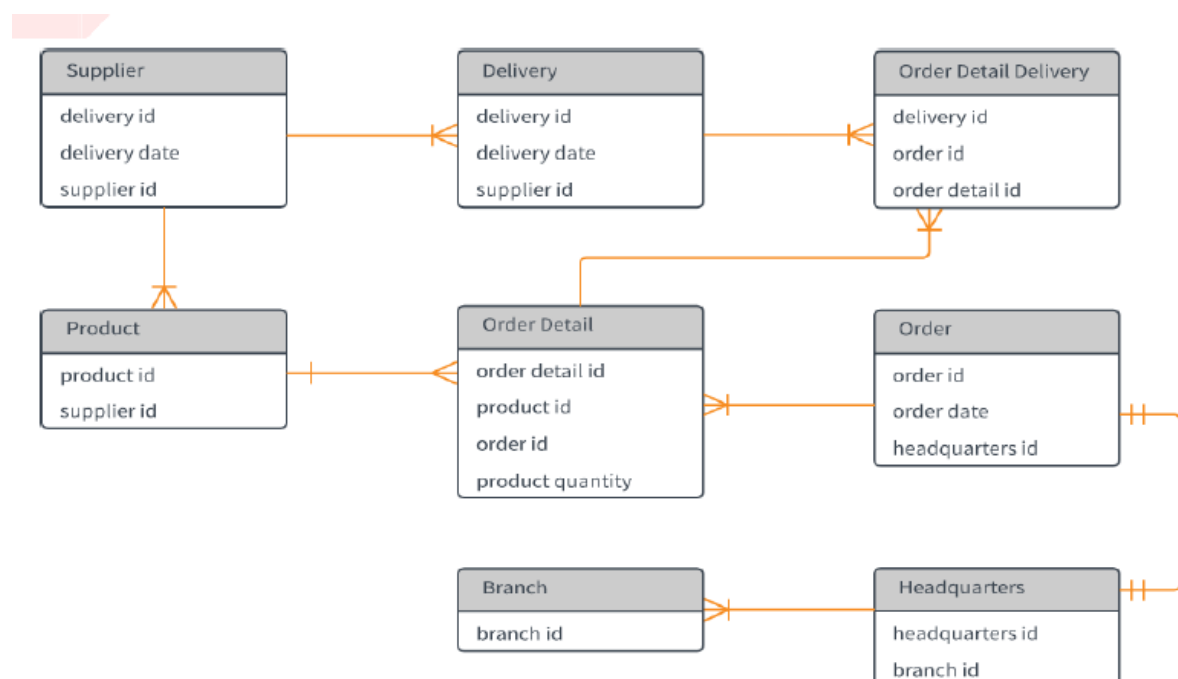 Supplier
delivery id
delivery date
supplier id
Delivery
delivery id
delivery date
supplier id
Order Detail Delivery
delivery id
order id
order detail id
Product
product id
supplier id
Order Detail
order detail id
product id
order id
product quantity
Order
order id
order date
headquarters id
Branch
branch id
Headquarters
headquarters id
branch id